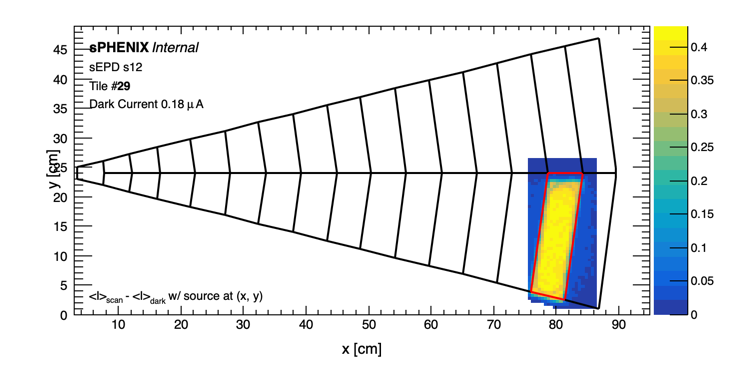 sPHENIX Internal
sEPD s12
Tile #29
Dark Current 0.18 μA
<I>scan - <I>dark w/ source at (x, y)
y [cm]
45
40
35
30
25
20
15
10
5
0
10 20 30 40 50 60 70 80 90
x [cm]
0.4
0.35
0.3
0.25
0.2
0.15
0.1
0.05
0